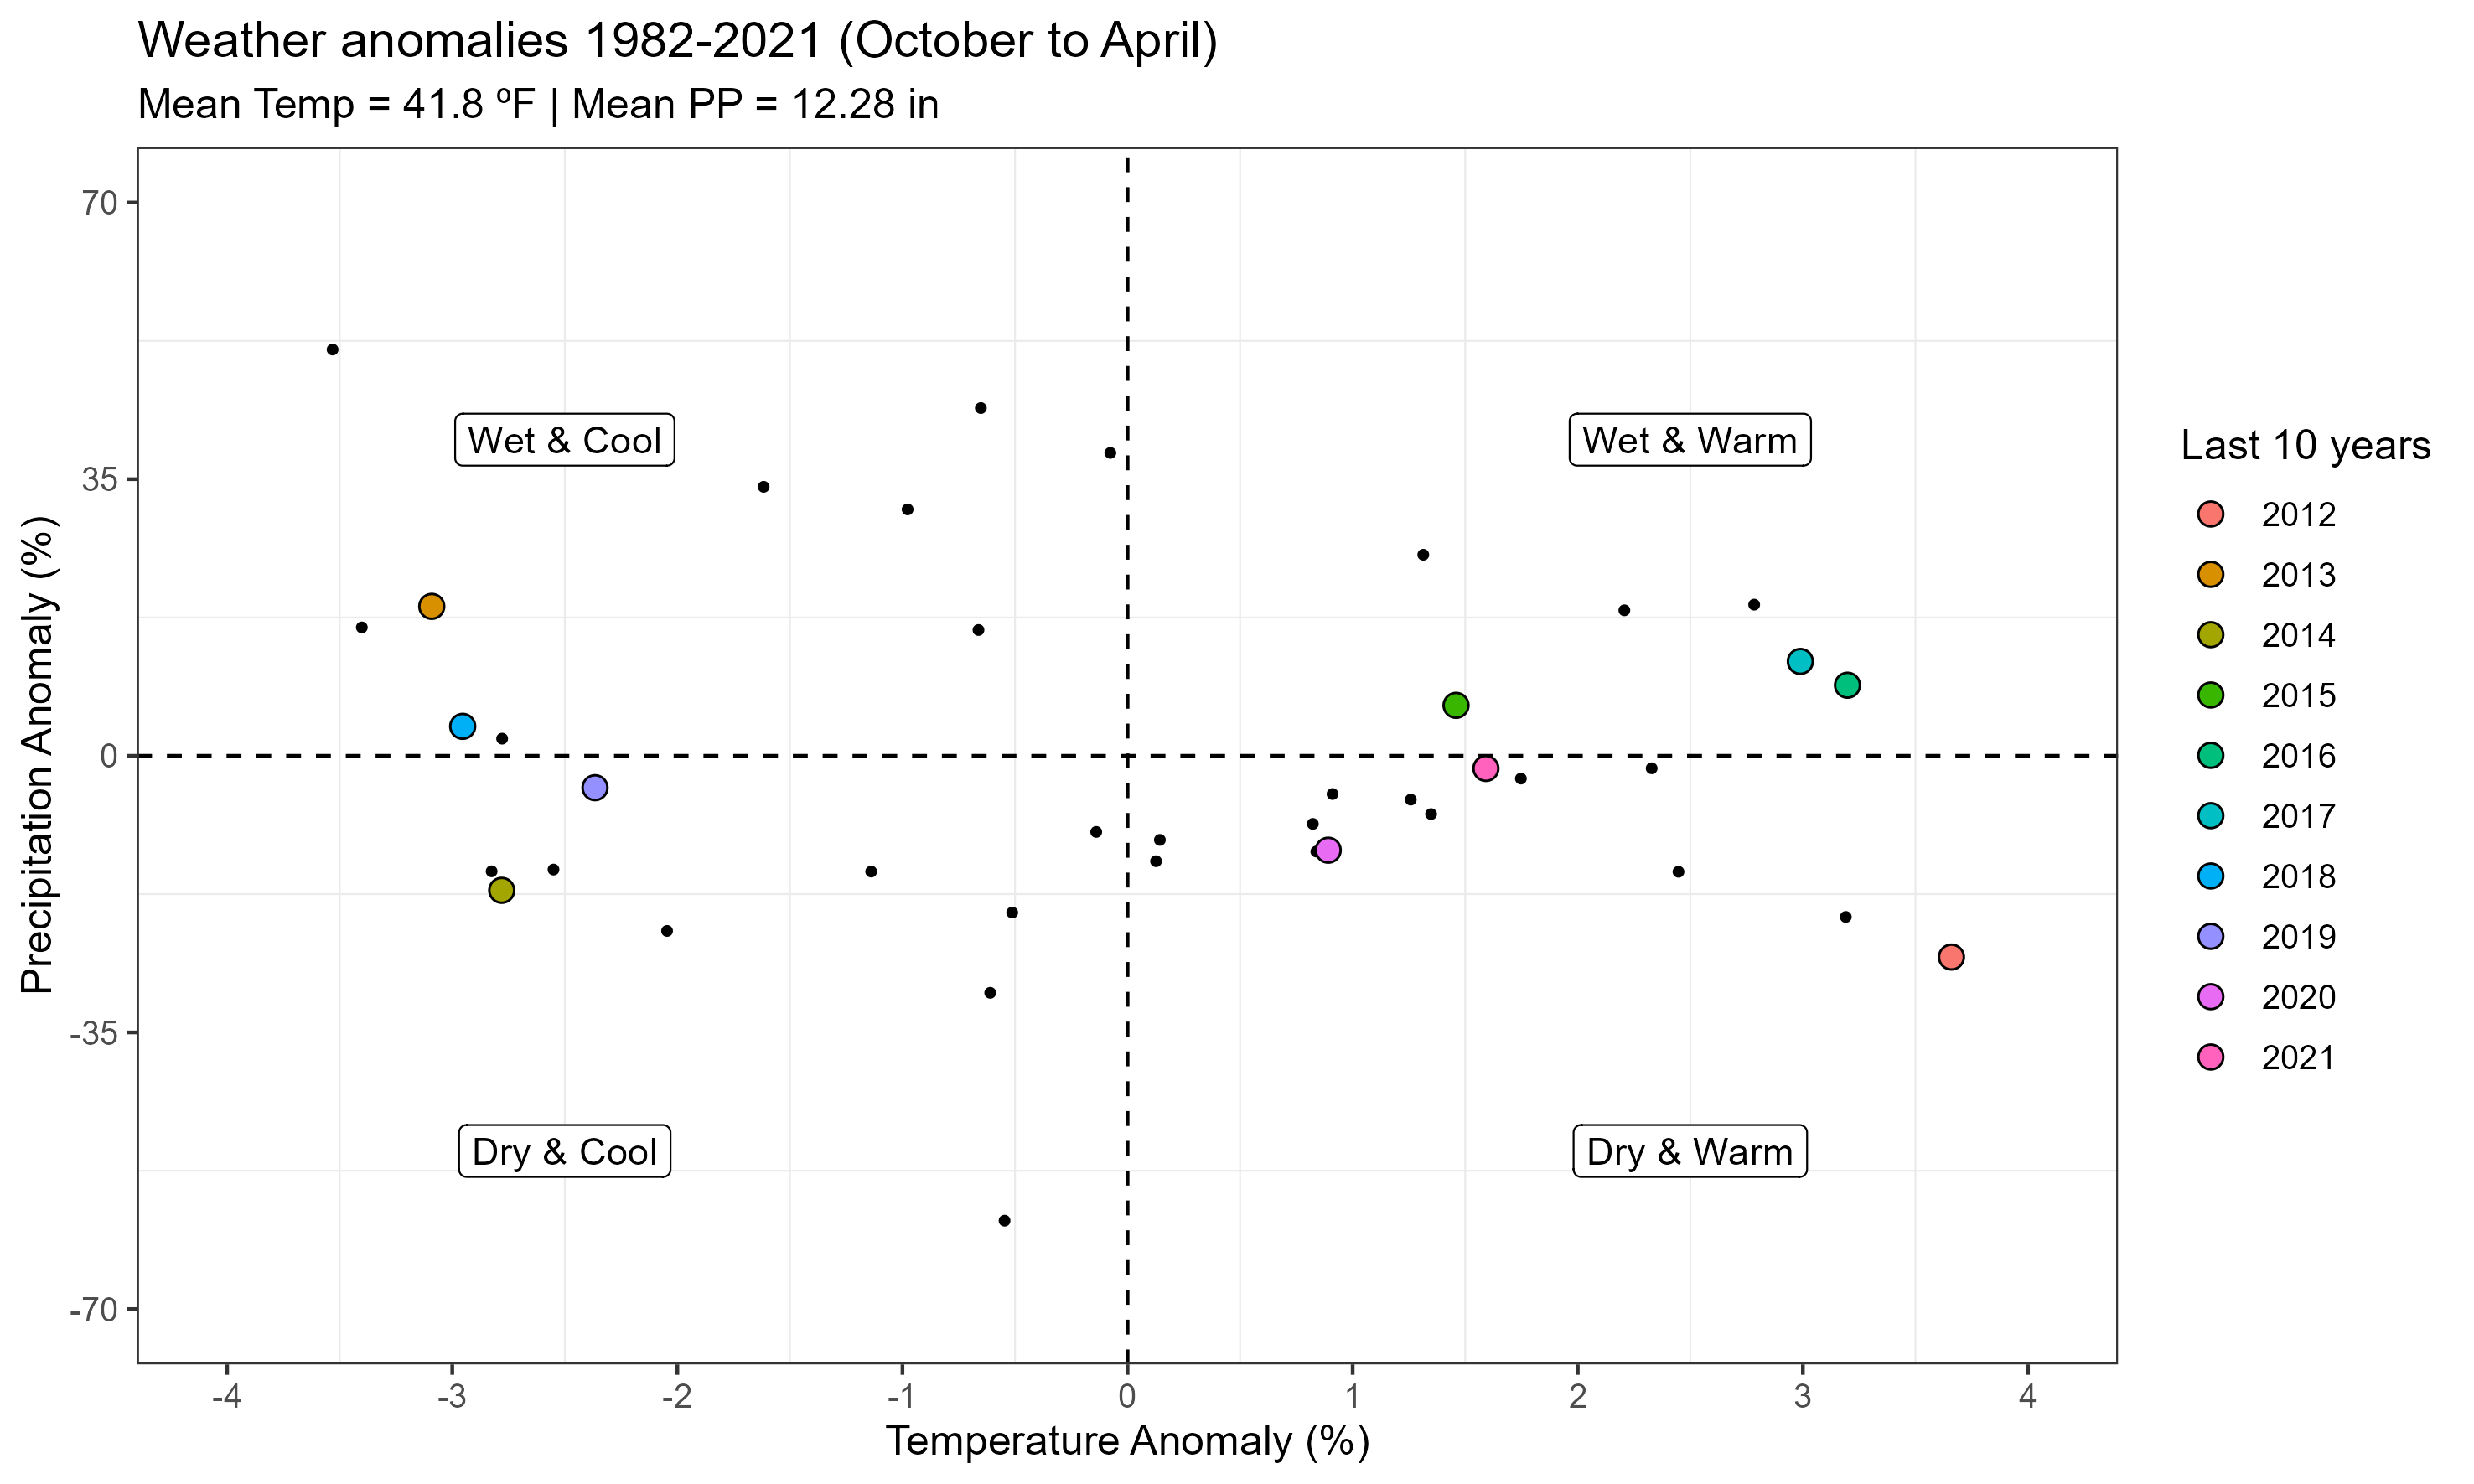 Weather anomalies 1982-2021 (October to April)
Mean Temp = 41.8 ºF | Mean PP = 12.28 in
Precipitation Anomaly (%)
70
35
0
-35
-70
Wet & Cool
Wet & Warm
Dry & Cool
Dry & Warm
-4
-3
-2
-1
0
1
2
3
4
Temperature Anomaly (%)
Last 10 years
2012
2013
2014
2015
2016
2017
2018
2019
2020
2021